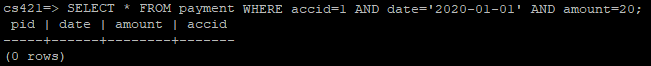 cs421=> SELECT * FROM payment WHERE accid=1 AND date='2020-01-01' AND amount=20;
 pid | date | amount | accid
-----+------+--------+-------
(0 rows)